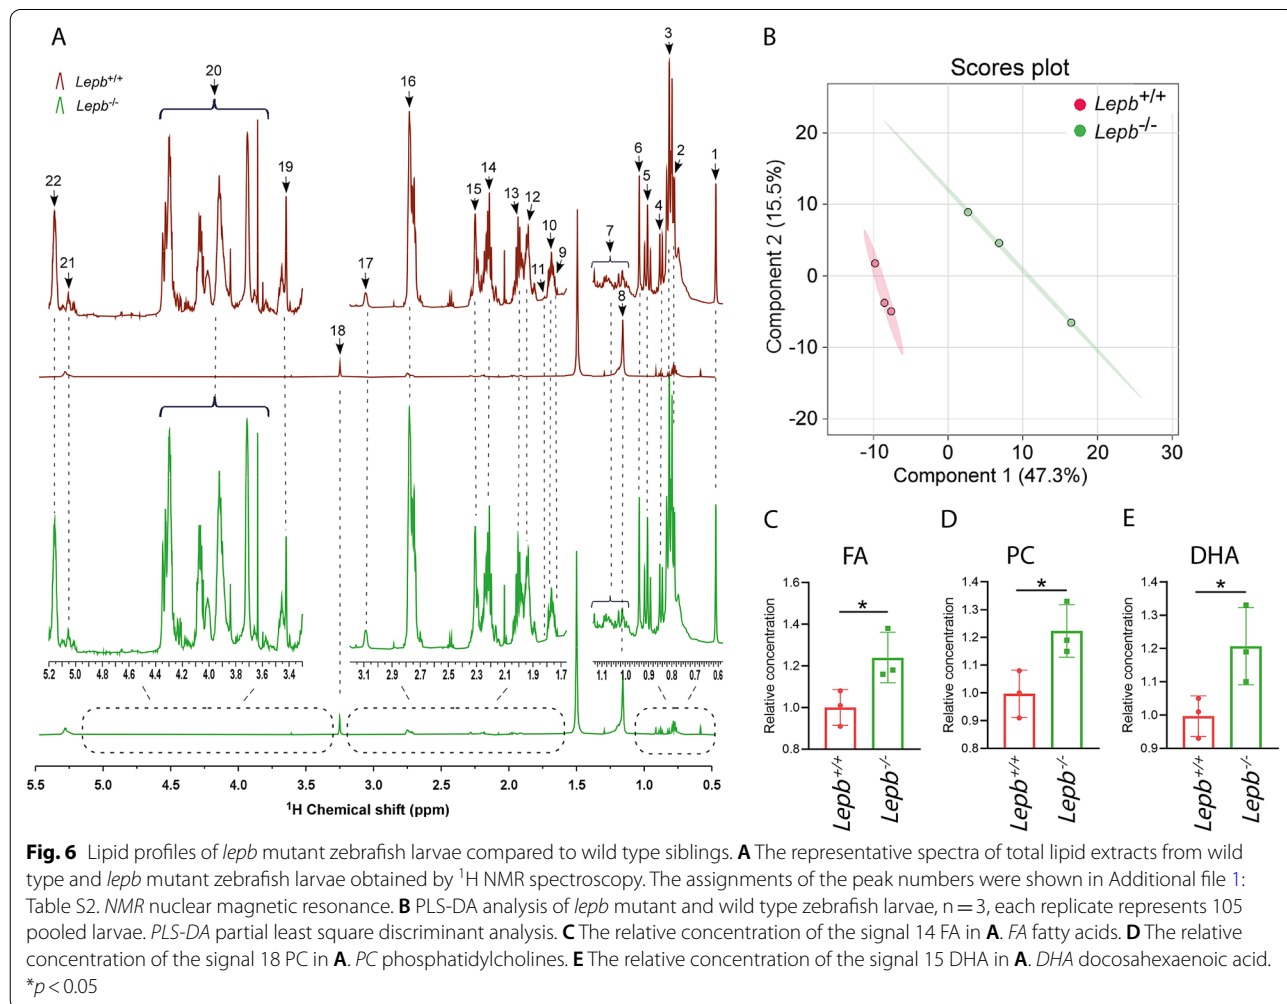 A
Lepb+/+
Lepb-/-
20
16
3
22
21
19
17
18
15
14
13
12
11
10
9
7
8
6
5
4
2
1
5.2 5.0 4.8 4.6 4.4 4.2 4.0 3.8 3.6 3.4
3.1 2.9 2.7 2.5 2.3 2.1 1.9 1.7
1.1 1.0 0.9 0.8 0.7 0.6
5.5 5.0 4.5 4.0 3.5 3.0 2.5 2.0 1.5 1.0 0.5
1H Chemical shift (ppm)
B
Scores plot
Lepb+/+
Lepb-/-
Component 2 (15.5%)
20
10
0
-10
-20
-10 0 10 20 30
Component 1 (47.3%)
C
FA
*
Relative concentration
1.6
1.4
1.2
1.0
0.8
Lepb+/+
Lepb-/-
D
PC
*
Relative concentration
1.4
1.3
1.2
1.1
1.0
0.9
0.8
Lepb+/+
Lepb-/-
E
DHA
*
Relative concentration
1.4
1.3
1.2
1.1
1.0
0.9
Lepb+/+
Lepb-/-
Fig. 6 Lipid profiles of lepb mutant zebrafish larvae compared to wild type siblings. A The representative spectra of total lipid extracts from wild
type and lepb mutant zebrafish larvae obtained by 1H NMR spectroscopy. The assignments of the peak numbers were shown in Additional file 1:
Table S2. NMR nuclear magnetic resonance. B PLS-DA analysis of lepb mutant and wild type zebrafish larvae, n = 3, each replicate represents 105
pooled larvae. PLS-DA partial least square discriminant analysis. C The relative concentration of the signal 14 FA in A. FA fatty acids. D The relative
concentration of the signal 18 PC in A. PC phosphatidylcholines. E The relative concentration of the signal 15 DHA in A. DHA docosahexaenoic acid.
*p < 0.05